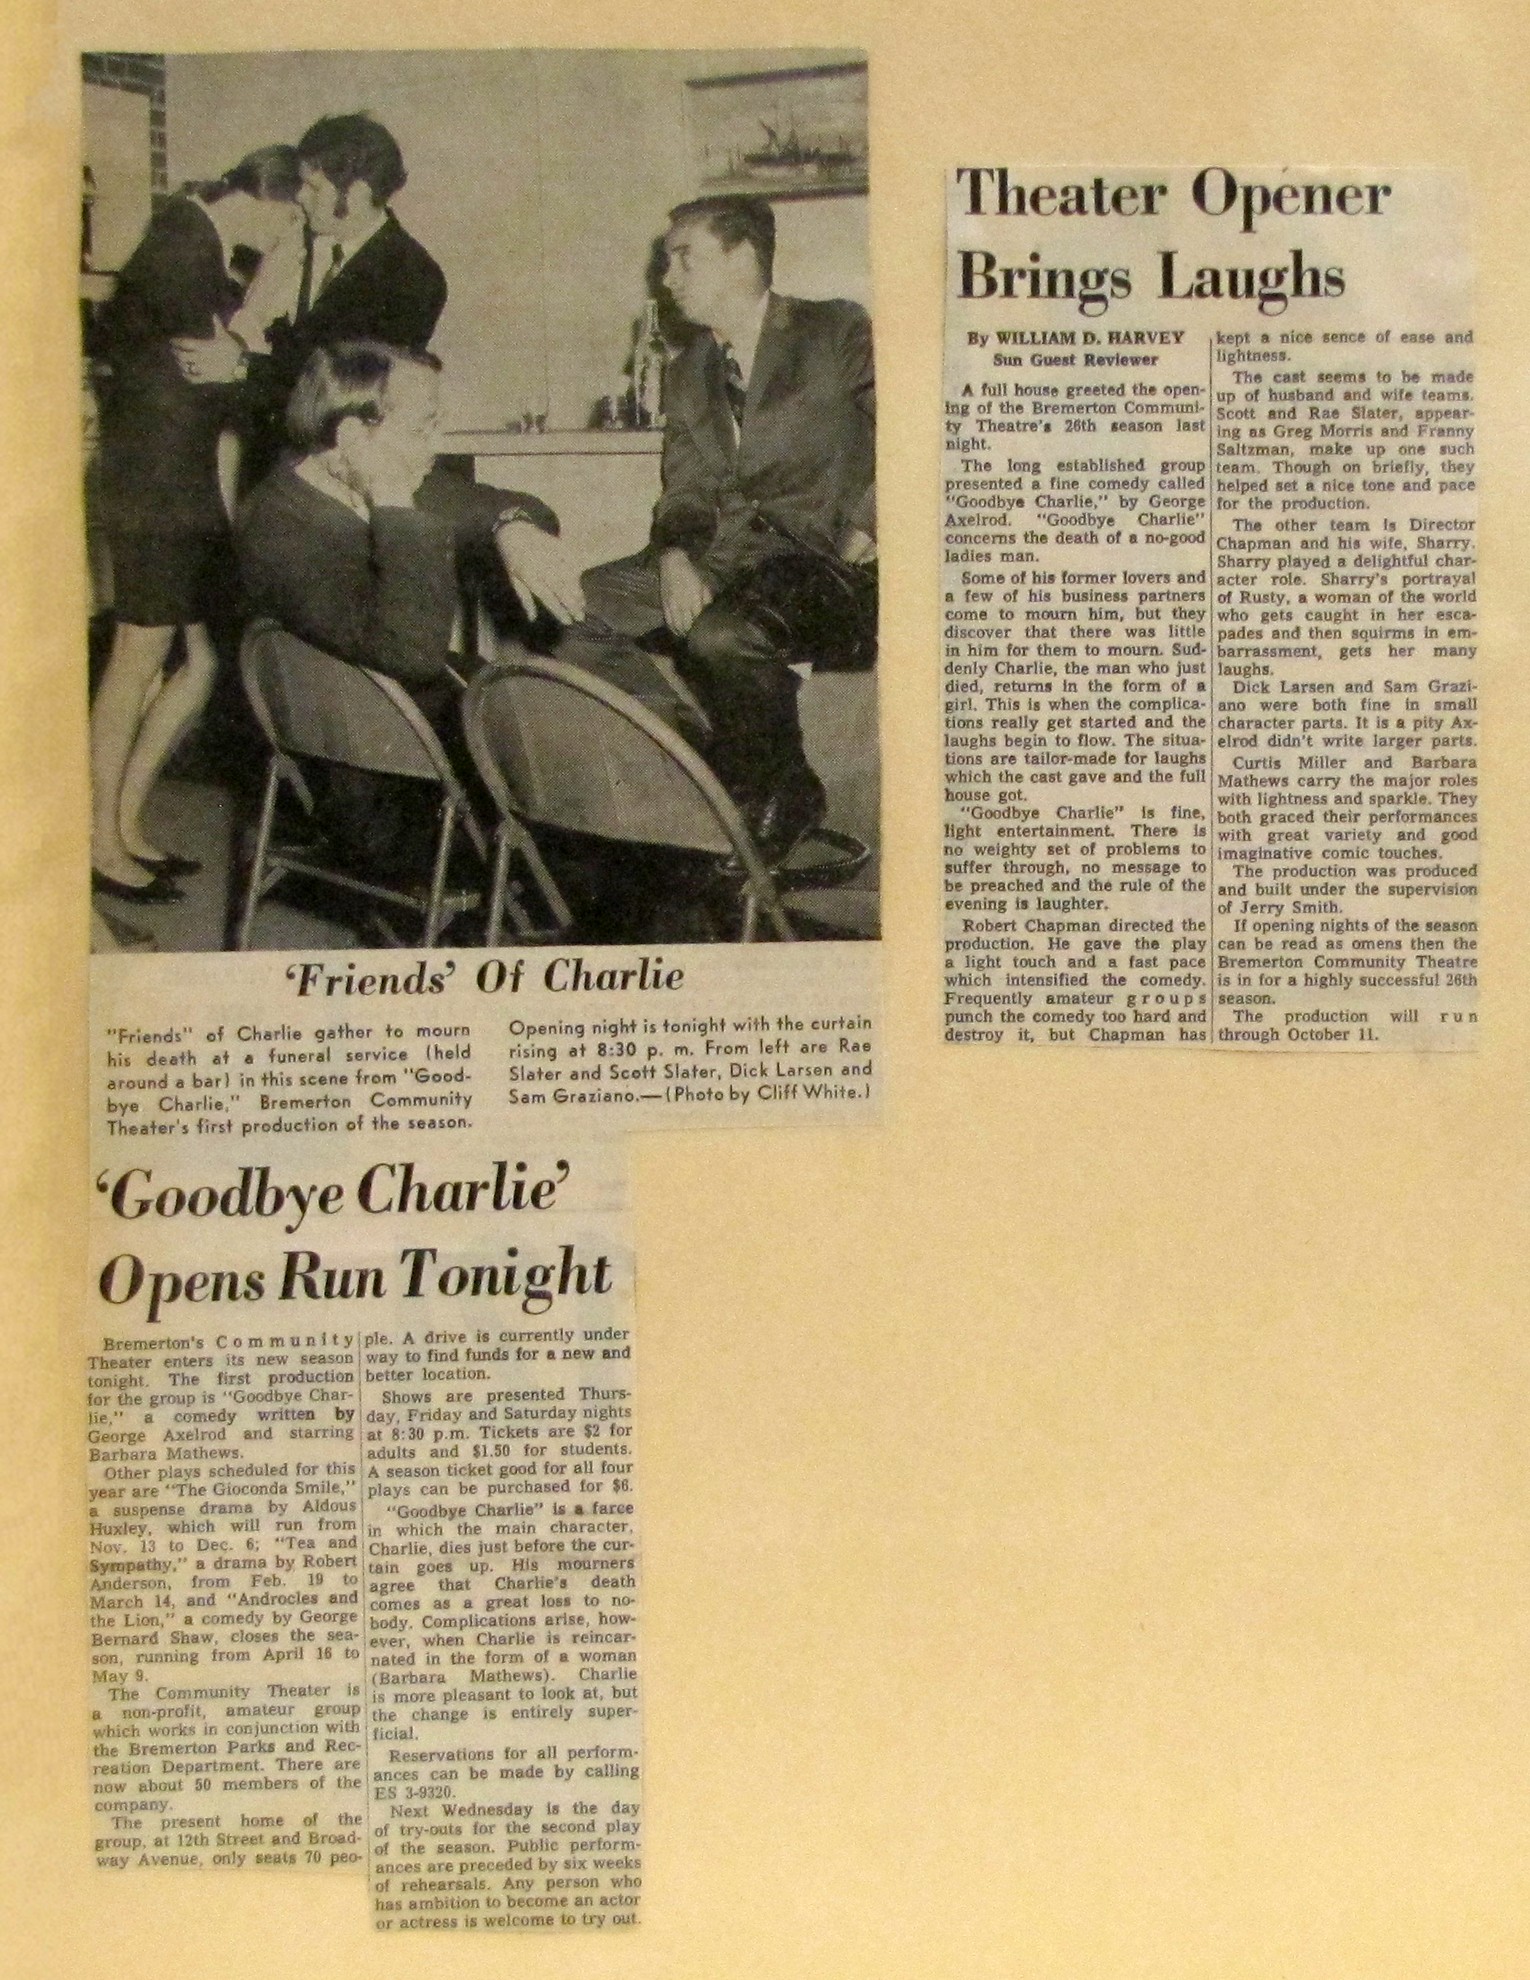 ‘Friends’ Of Charlie
"Friends" of Charlie gather to mourn
his death at a funeral service (held
around a bar) in this scene from "Good-
bye Charlie," Bremerton Community
Theater's first production of the season.
Opening night is tonight with the curtain
rising at 8:30 p. m. From left are Rae
Slater and Scott Slater, Dick Larsen and
Sam Graziano.—(Photo by Cliff White.)
‘Goodbye Charlie’
Opens Run Tonight
Bremerton's Community
Theater enters its new season
tonight. The first production
for the group is "Goodbye Char-
lie," a comedy written by
George Axelrod and starring
Barbara Mathews.
Other plays scheduled for this
year are "The Gioconda Smile,"
a suspense drama by Aldous
Huxley, which will run from
Nov. 13 to Dec. 6; "Tea and
Sympathy," a drama by Robert
Anderson, from Feb. 19 to
March 14, and "Androcles and
the Lion," a comedy by George
Bernard Shaw, closes the sea-
son, running from April 16 to
May 9.
The Community Theater is
a non-profit, amateur group
which works in conjunction with
the Bremerton Parks and Rec-
reation Department. There are
now about 50 members of the
company.
The present home of the
group, at 12th Street and Broad-
way Avenue, only seats 70 peo-
ple. A drive is currently under
way to find funds for a new and
better location.
Shows are presented Thurs-
day, Friday and Saturday nights
at 8:30 p.m. Tickets are $2 for
adults and $1.50 for students.
A season ticket good for all four
plays can be purchased for $6.
"Goodbye Charlie" is a farce
in which the main character,
Charlie, dies just before the cur-
tain goes up. His mourners
agree that Charlie's death
comes as a great loss to no-
body. Complications arise, how-
ever, when Charlie is reincar-
nated in the form of a woman
(Barbara Mathews). Charlie
is more pleasant to look at, but
the change is entirely super-
ficial.
Reservations for all perform-
ances can be made by calling
ES 3-9320.
Next Wednesday is the day
of try-outs for the second play
of the season. Public perform-
ances are preceded by six weeks
of rehearsals. Any person who
has ambition to become an actor
or actress is welcome to try out.
Theater Opener
Brings Laughs
By WILLIAM D. HARVEY
Sun Guest Reviewer
A full house greeted the open-
ing of the Bremerton Communi-
ty Theatre's 26th season last
night.
The long established group
presented a fine comedy called
"Goodbye Charlie," by George
Axelrod. "Goodbye Charlie"
concerns the death of a no-good
ladies man.
Some of his former lovers and
a few of his business partners
come to mourn him, but they
discover that there was little
in him for them to mourn. Sud-
denly Charlie, the man who just
died, returns in the form of a
girl. This is when the complica-
tions really get started and the
laughs begin to flow. The situa-
tions are tailor-made for laughs
which the cast gave and the full
house got.
"Goodbye Charlie" is fine,
light entertainment. There is
no weighty set of problems to
suffer through, no message to
be preached and the rule of the
evening is laughter.
Robert Chapman directed the
production. He gave the play
a light touch and a fast pace
which intensified the comedy.
Frequently amateur groups
punch the comedy too hard and
destroy it, but Chapman has
kept a nice sence of ease and
lightness.
The cast seems to be made
up of husband and wife teams.
Scott and Rae Slater, appear-
ing as Greg Morris and Franny
Saltzman, make up one such
team. Though on briefly, they
helped set a nice tone and pace
for the production.
The other team is Director
Chapman and his wife, Sharry.
Sharry played a delightful char-
acter role. Sharry's portrayal
of Rusty, a woman of the world
who gets caught in her esca-
pades and then squirms in em-
barrassment, gets her many
laughs.
Dick Larsen and Sam Grazi-
ano were both fine in small
character parts. It is a pity Ax-
elrod didn't write larger parts.
Curtis Miller and Barbara
Mathews carry the major roles
with lightness and sparkle. They
both graced their performances
with great variety and good
imaginative comic touches.
The production was produced
and built under the supervision
of Jerry Smith.
If opening nights of the season
can be read as omens then the
Bremerton Community Theatre
is in for a highly successful 26th
season.
The production will run
through October 11.